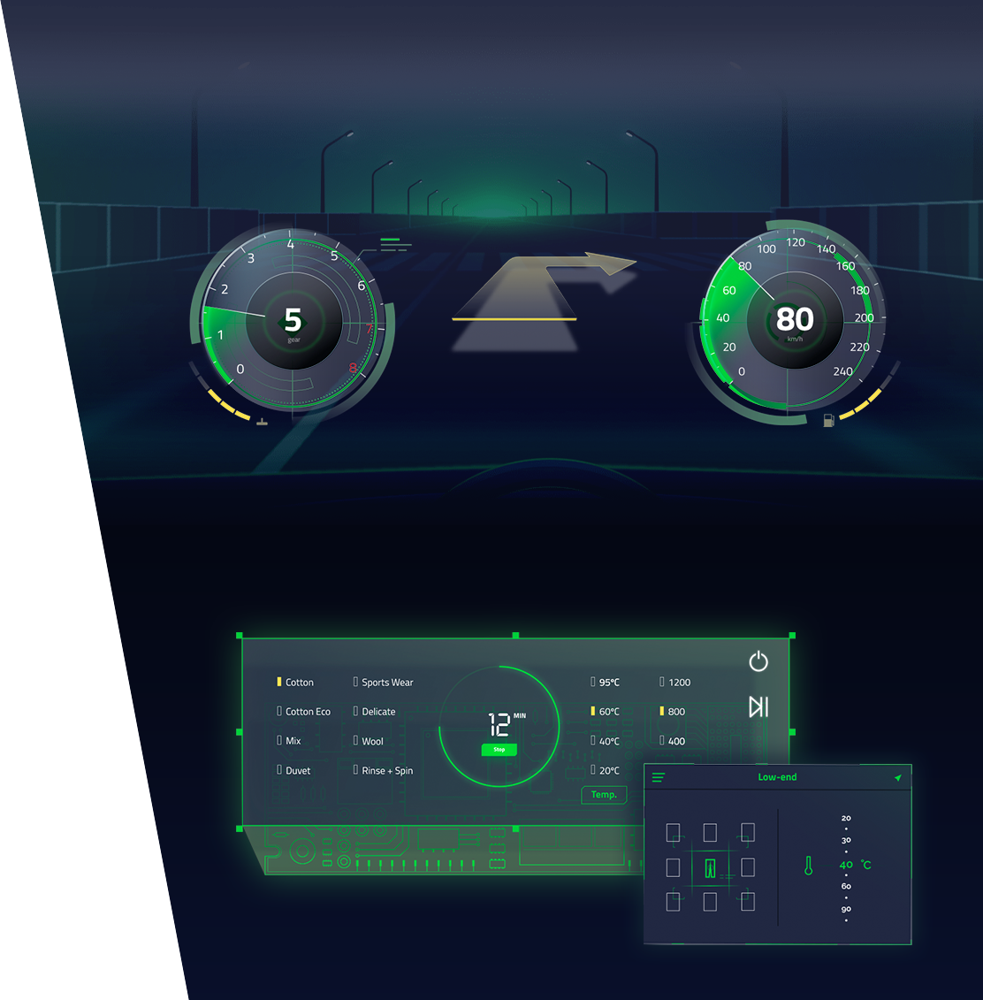 0
1
2
3
4
5
6
7
8
5
gear
0
20
40
60
80
100
120
140
160
180
200
220
240
80
km/h
Cotton
Cotton Eco
Mix
Duvet
Sports Wear
Delicate
Wool
Rinse + Spin
12 MIN
Stop
95°C
60°C
40°C
20°C
Temp.
1200
800
400
Low-end
20
30
40 °C
60
90